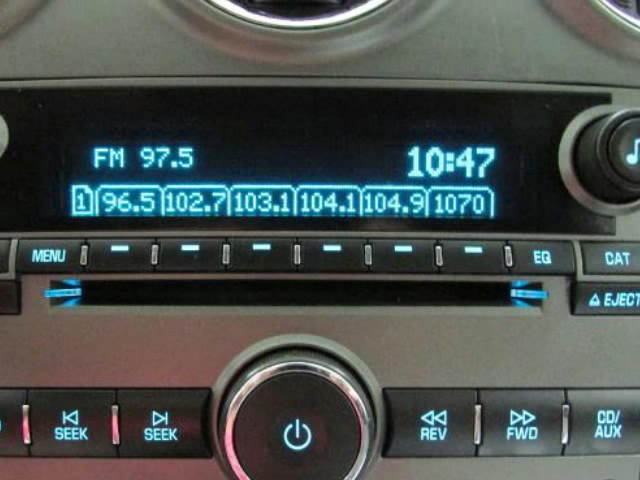 FM 97.5 10:47
1 96.5 102.7 103.1 104.1 104.9 1070
MENU EQ CAT
EJECT
SEEK SEEK REV FWD CD/
AUX